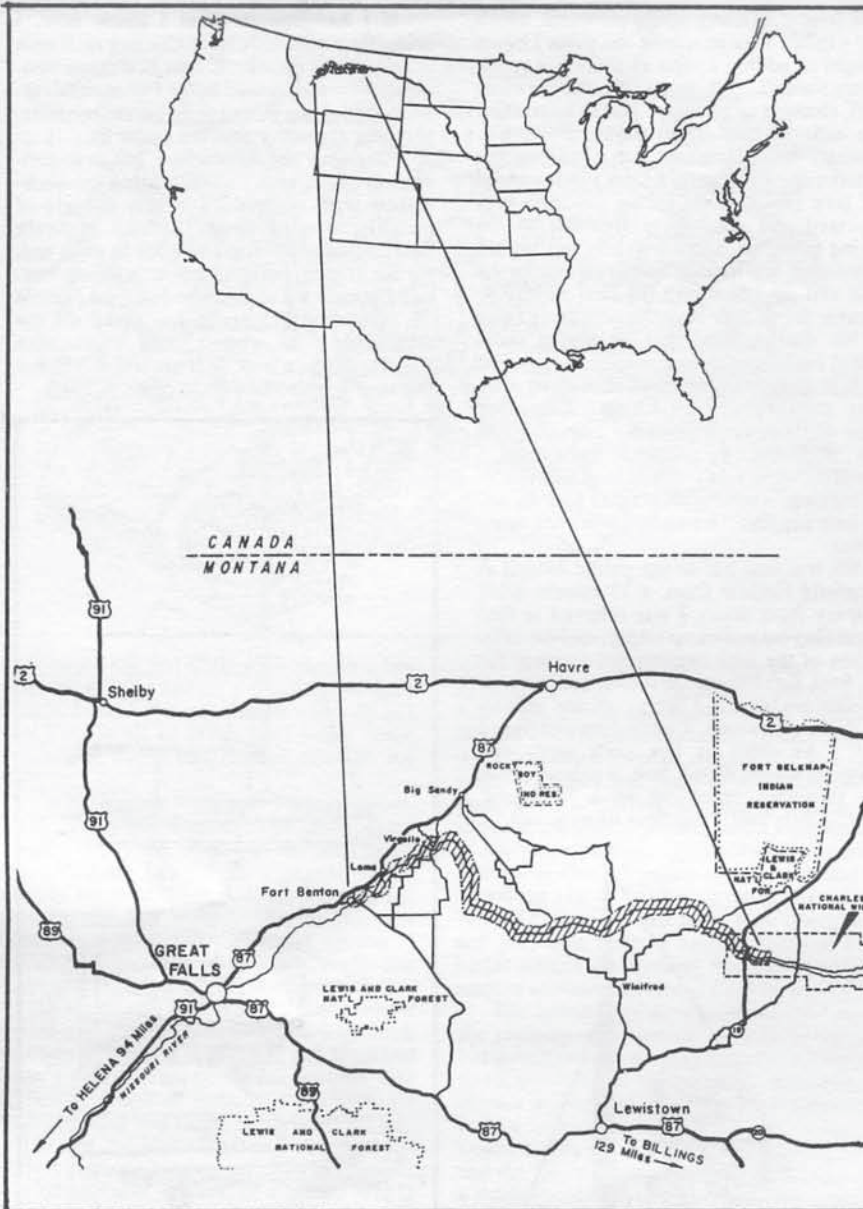 CANADA
MONTANA
91
2
Shelby
2
Havre
2
87
ROCKY
BOY
IND RES.
FORT BELKNAP
INDIAN
RESERVATION
Big Sandy
91
Virgelle
LEWIS
&
CLARK
NAT'L
FOR.
Loma
Fort Benton
CHARLES
NATIONAL WI
89
GREAT
FALLS
87
LEWIS AND CLARK
NAT'L FOREST
Winifred
91
87
19
To HELENA 94 Miles
MISSOURI RIVER
89
LEWIS AND CLARK
NATIONAL FOREST
87
Lewistown
87
20
To BILLINGS
129 Miles